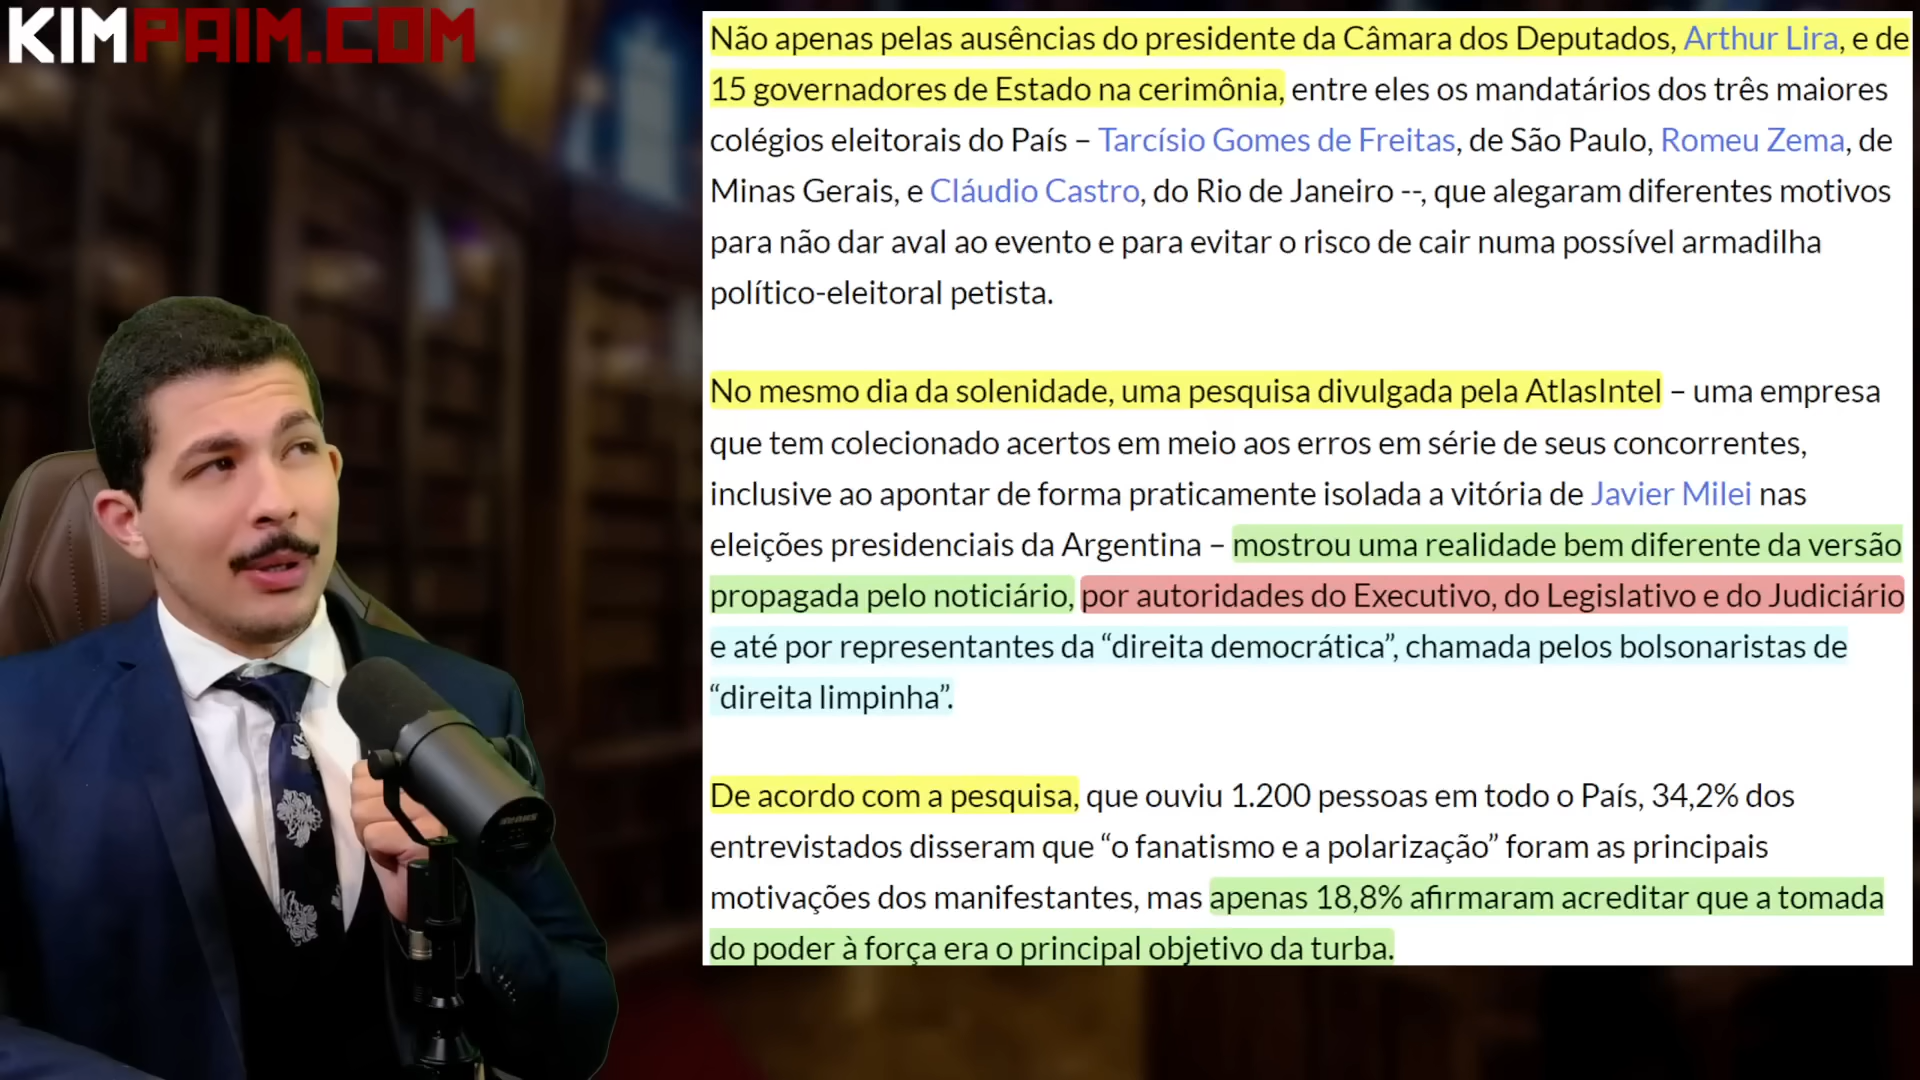 KIMPAIM.COM
Não apenas pelas ausências do presidente da Câmara dos Deputados, Arthur Lira, e de
15 governadores de Estado na cerimônia, entre eles os mandatários dos três maiores
colégios eleitorais do País – Tarcísio Gomes de Freitas, de São Paulo, Romeu Zema, de
Minas Gerais, e Cláudio Castro, do Rio de Janeiro --, que alegaram diferentes motivos
para não dar aval ao evento e para evitar o risco de cair numa possível armadilha
político-eleitoral petista.
No mesmo dia da solenidade, uma pesquisa divulgada pela AtlasIntel – uma empresa
que tem colecionado acertos em meio aos erros em série de seus concorrentes,
inclusive ao apontar de forma praticamente isolada a vitória de Javier Milei nas
eleições presidenciais da Argentina – mostrou uma realidade bem diferente da versão
propagada pelo noticiário, por autoridades do Executivo, do Legislativo e do Judiciário
e até por representantes da “direita democrática”, chamada pelos bolsonaristas de
“direita limpinha”.
De acordo com a pesquisa, que ouviu 1.200 pessoas em todo o País, 34,2% dos
entrevistados disseram que “o fanatismo e a polarização” foram as principais
motivações dos manifestantes, mas apenas 18,8% afirmaram acreditar que a tomada
do poder à força era o principal objetivo da turba.